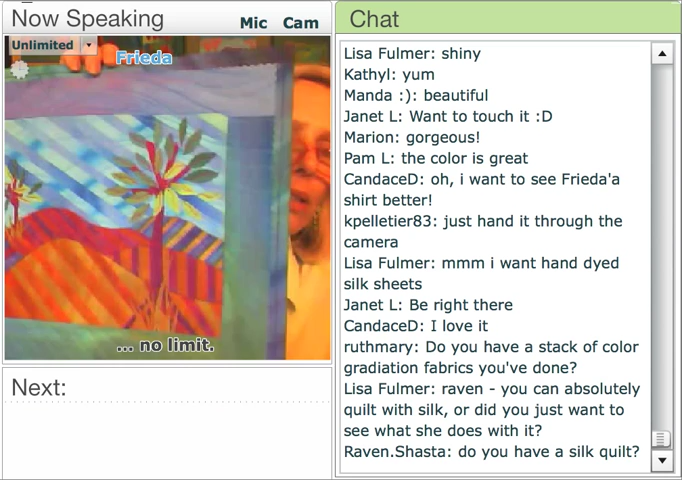 Now Speaking
Mic Cam
Unlimited
Frieda
... no limit.
Next:
Chat
Lisa Fulmer: shiny
Kathyl: yum
Manda :): beautiful
Janet L: Want to touch it :D
Marion: gorgeous!
Pam L: the color is great
CandaceD: oh, i want to see Frieda'a
shirt better!
kpelletier83: just hand it through the
camera
Lisa Fulmer: mmm i want hand dyed
silk sheets
Janet L: Be right there
CandaceD: I love it
ruthmary: Do you have a stack of color
gradiation fabrics you've done?
Lisa Fulmer: raven - you can absolutely
quilt with silk, or did you just want to
see what she does with it?
Raven.Shasta: do you have a silk quilt?